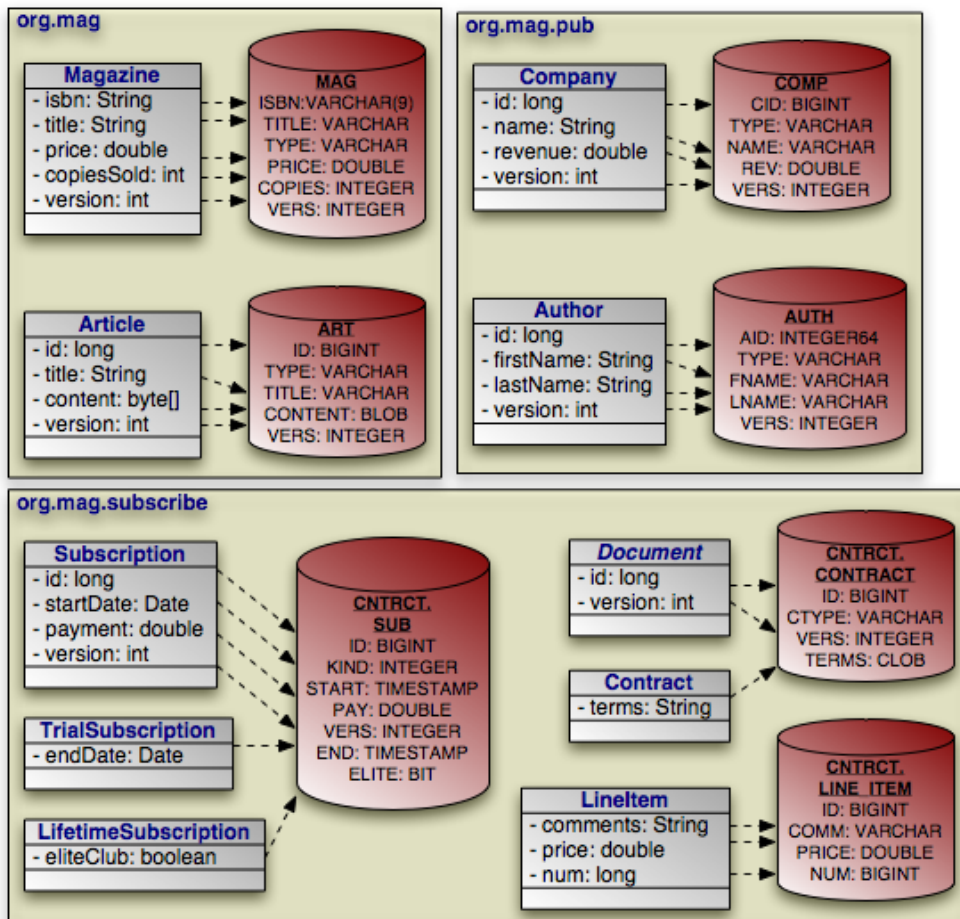 org.mag
Magazine
- isbn: String
- title: String
- price: double
- copiesSold: int
- version: int
MAG
ISBN:VARCHAR(9)
TITLE: VARCHAR
TYPE: VARCHAR
PRICE: DOUBLE
COPIES: INTEGER
VERS: INTEGER
Article
- id: long
- title: String
- content: byte[]
- version: int
ART
ID: BIGINT
TYPE: VARCHAR
TITLE: VARCHAR
CONTENT: BLOB
VERS: INTEGER
org.mag.pub
Company
- id: long
- name: String
- revenue: double
- version: int
COMP
CID: BIGINT
TYPE: VARCHAR
NAME: VARCHAR
REV: DOUBLE
VERS: INTEGER
Author
- id: long
- firstName: String
- lastName: String
- version: int
AUTH
AID: INTEGER64
TYPE: VARCHAR
FNAME: VARCHAR
LNAME: VARCHAR
VERS: INTEGER
org.mag.subscribe
Subscription
- id: long
- startDate: Date
- payment: double
- version: int
TrialSubscription
- endDate: Date
LifetimeSubscription
- eliteClub: boolean
CNTRCT.
SUB
ID: BIGINT
KIND: INTEGER
START: TIMESTAMP
PAY: DOUBLE
VERS: INTEGER
END: TIMESTAMP
ELITE: BIT
Document
- id: long
- version: int
Contract
- terms: String
CNTRCT.
CONTRACT
ID: BIGINT
CTYPE: VARCHAR
VERS: INTEGER
TERMS: CLOB
LineItem
- comments: String
- price: double
- num: long
CNTRCT.
LINE_ITEM
ID: BIGINT
COMM: VARCHAR
PRICE: DOUBLE
NUM: BIGINT